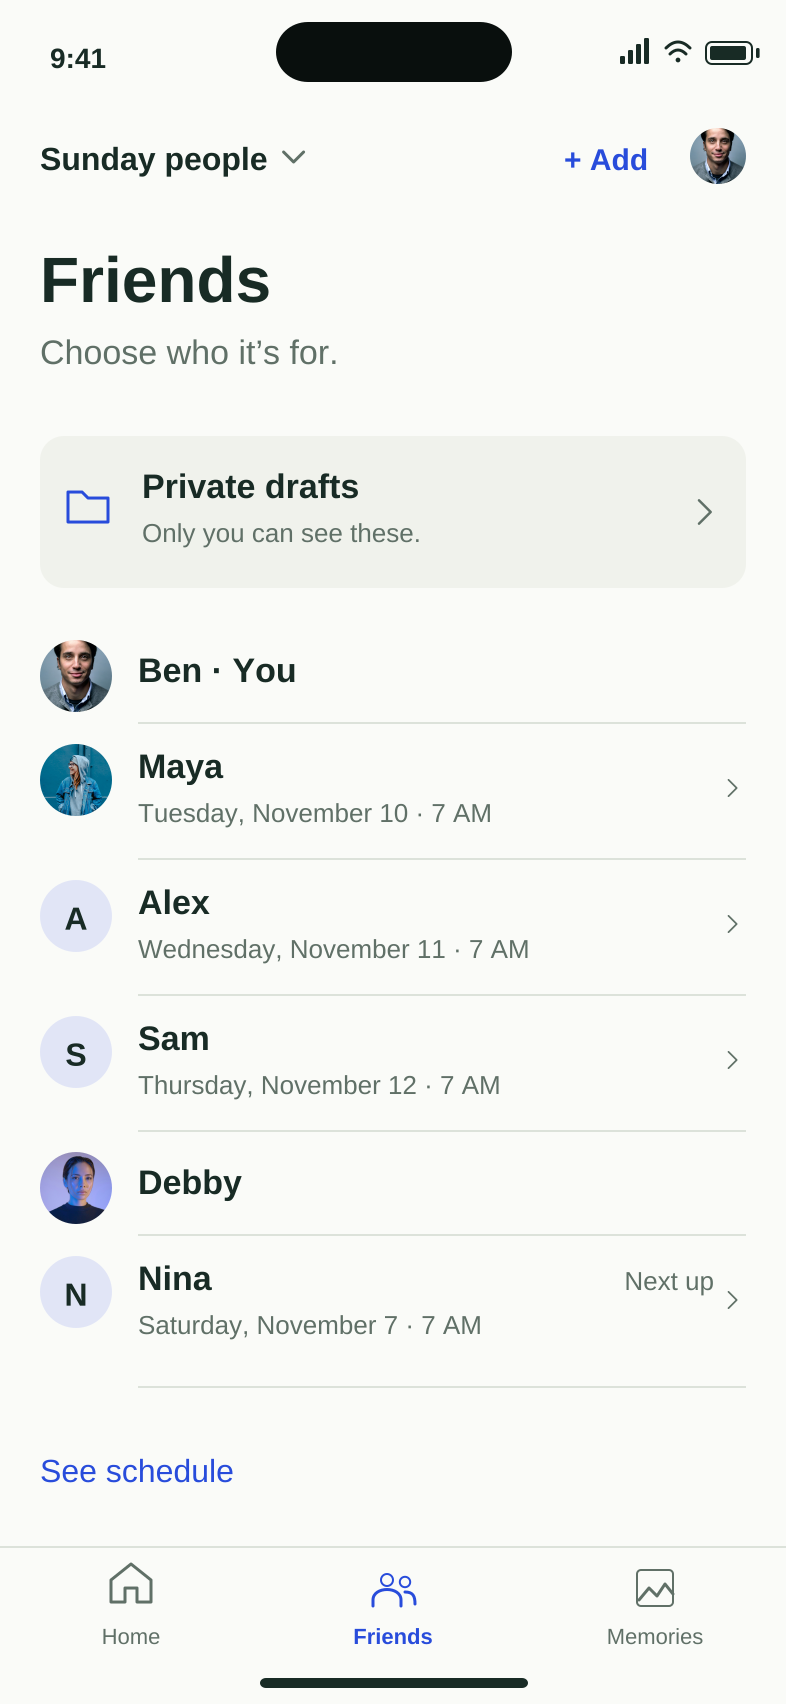 9:41
Sunday people
+ Add
Friends
Choose who it’s for.
Private drafts
Only you can see these.
Ben · You
Maya
Tuesday, November 10 · 7 AM
A
Alex
Wednesday, November 11 · 7 AM
S
Sam
Thursday, November 12 · 7 AM
Debby
N
Nina
Next up
Saturday, November 7 · 7 AM
See schedule
Home
Friends
Memories